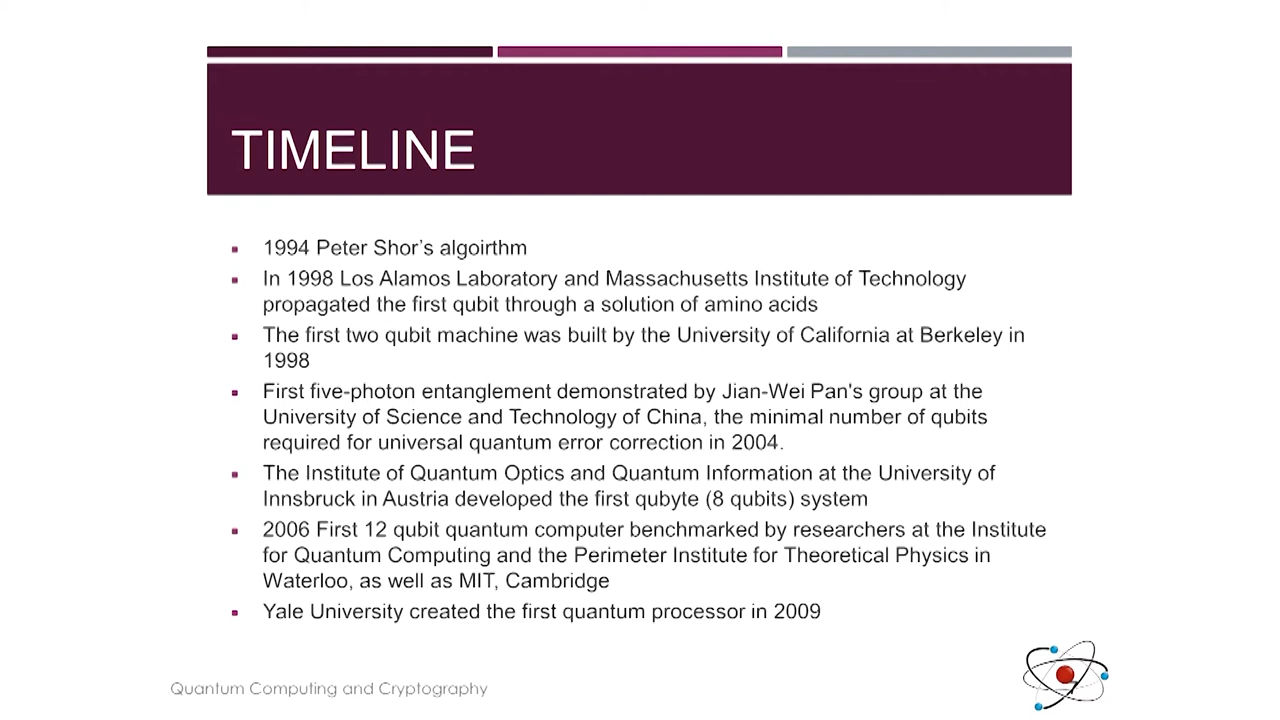 TIMELINE
1994 Peter Shor's algoirthm
In 1998 Los Alamos Laboratory and Massachusetts Institute of Technology
propagated the first qubit through a solution of amino acids
The first two qubit machine was built by the University of California at Berkeley in
1998
First five-photon entanglement demonstrated by Jian-Wei Pan's group at the
University of Science and Technology of China, the minimal number of qubits
required for universal quantum error correction in 2004.
The Institute of Quantum Optics and Quantum Information at the University of
Innsbruck in Austria developed the first qubyte (8 qubits) system
2006 First 12 qubit quantum computer benchmarked by researchers at the Institute
for Quantum Computing and the Perimeter Institute for Theoretical Physics in
Waterloo, as well as MIT, Cambridge
Yale University created the first quantum processor in 2009
Quantum Computing and Cryptography